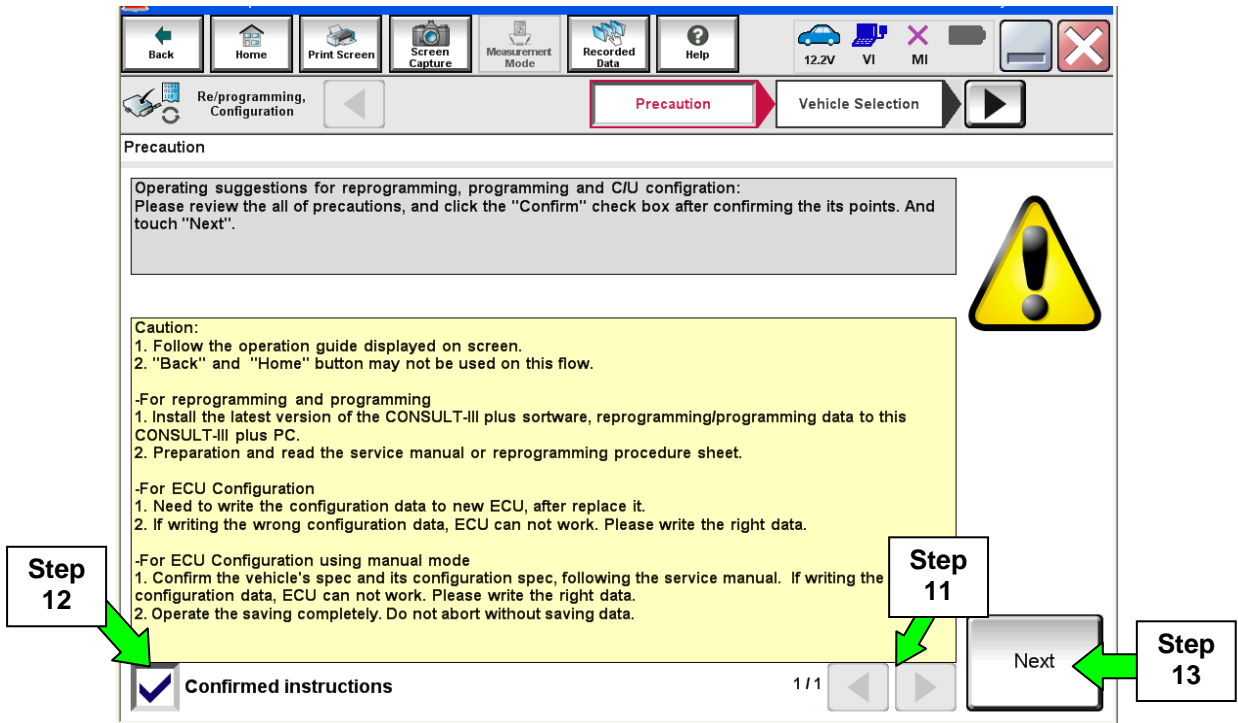 Back
Home
Print Screen
Screen
Capture
Measurement
Mode
Recorded
Data
Help
12.2V
VI
MI
Re/programming,
Configuration
Precaution
Vehicle Selection
Precaution
Operating suggestions for reprogramming, programming and C/U configration:
Please review the all of precautions, and click the "Confirm" check box after confirming the its points. And
touch "Next".
Caution:
1. Follow the operation guide displayed on screen.
2. "Back" and "Home" button may not be used on this flow.
-For reprogramming and programming
1. Install the latest version of the CONSULT-III plus sortware, reprogramming/programming data to this
CONSULT-III plus PC.
2. Preparation and read the service manual or reprogramming procedure sheet.
-For ECU Configuration
1. Need to write the configuration data to new ECU, after replace it.
2. If writing the wrong configuration data, ECU can not work. Please write the right data.
-For ECU Configuration using manual mode
1. Confirm the vehicle's spec and its configuration spec, following the service manual. If writing the
configuration data, ECU can not work. Please write the right data.
2. Operate the saving completely. Do not abort without saving data.
Step
11
Step
12
Confirmed instructions
1/1
Next
Step
13